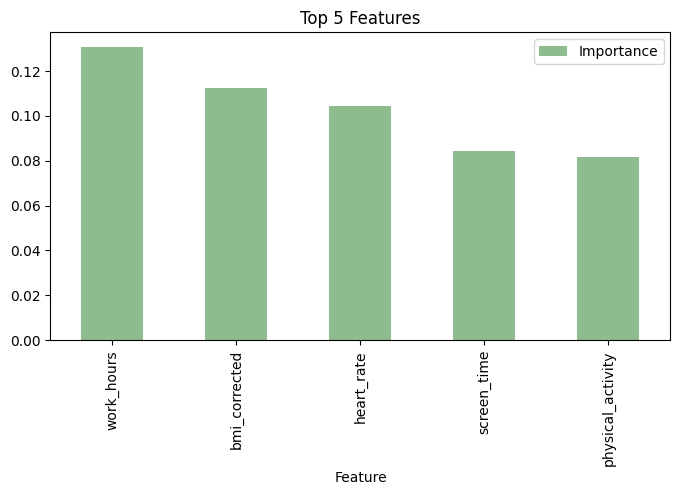 Top 5 Features
Importance
0.12
0.10
0.08
0.06
0.04
0.02
0.00
work_hours
bmi_corrected
heart_rate
screen_time
physical_activity
Feature